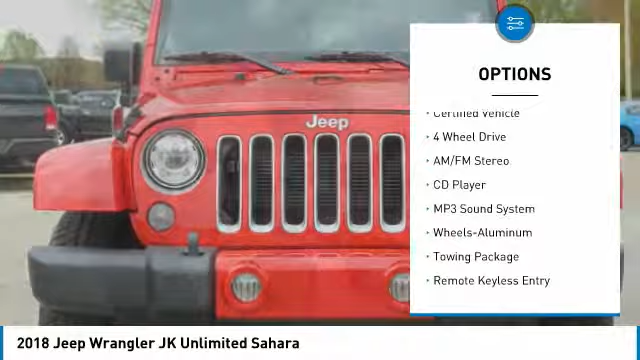 Jeep
OPTIONS
• Certified Vehicle
• 4 Wheel Drive
• AM/FM Stereo
• CD Player
• MP3 Sound System
• Wheels-Aluminum
• Towing Package
• Remote Keyless Entry
2018 Jeep Wrangler JK Unlimited Sahara